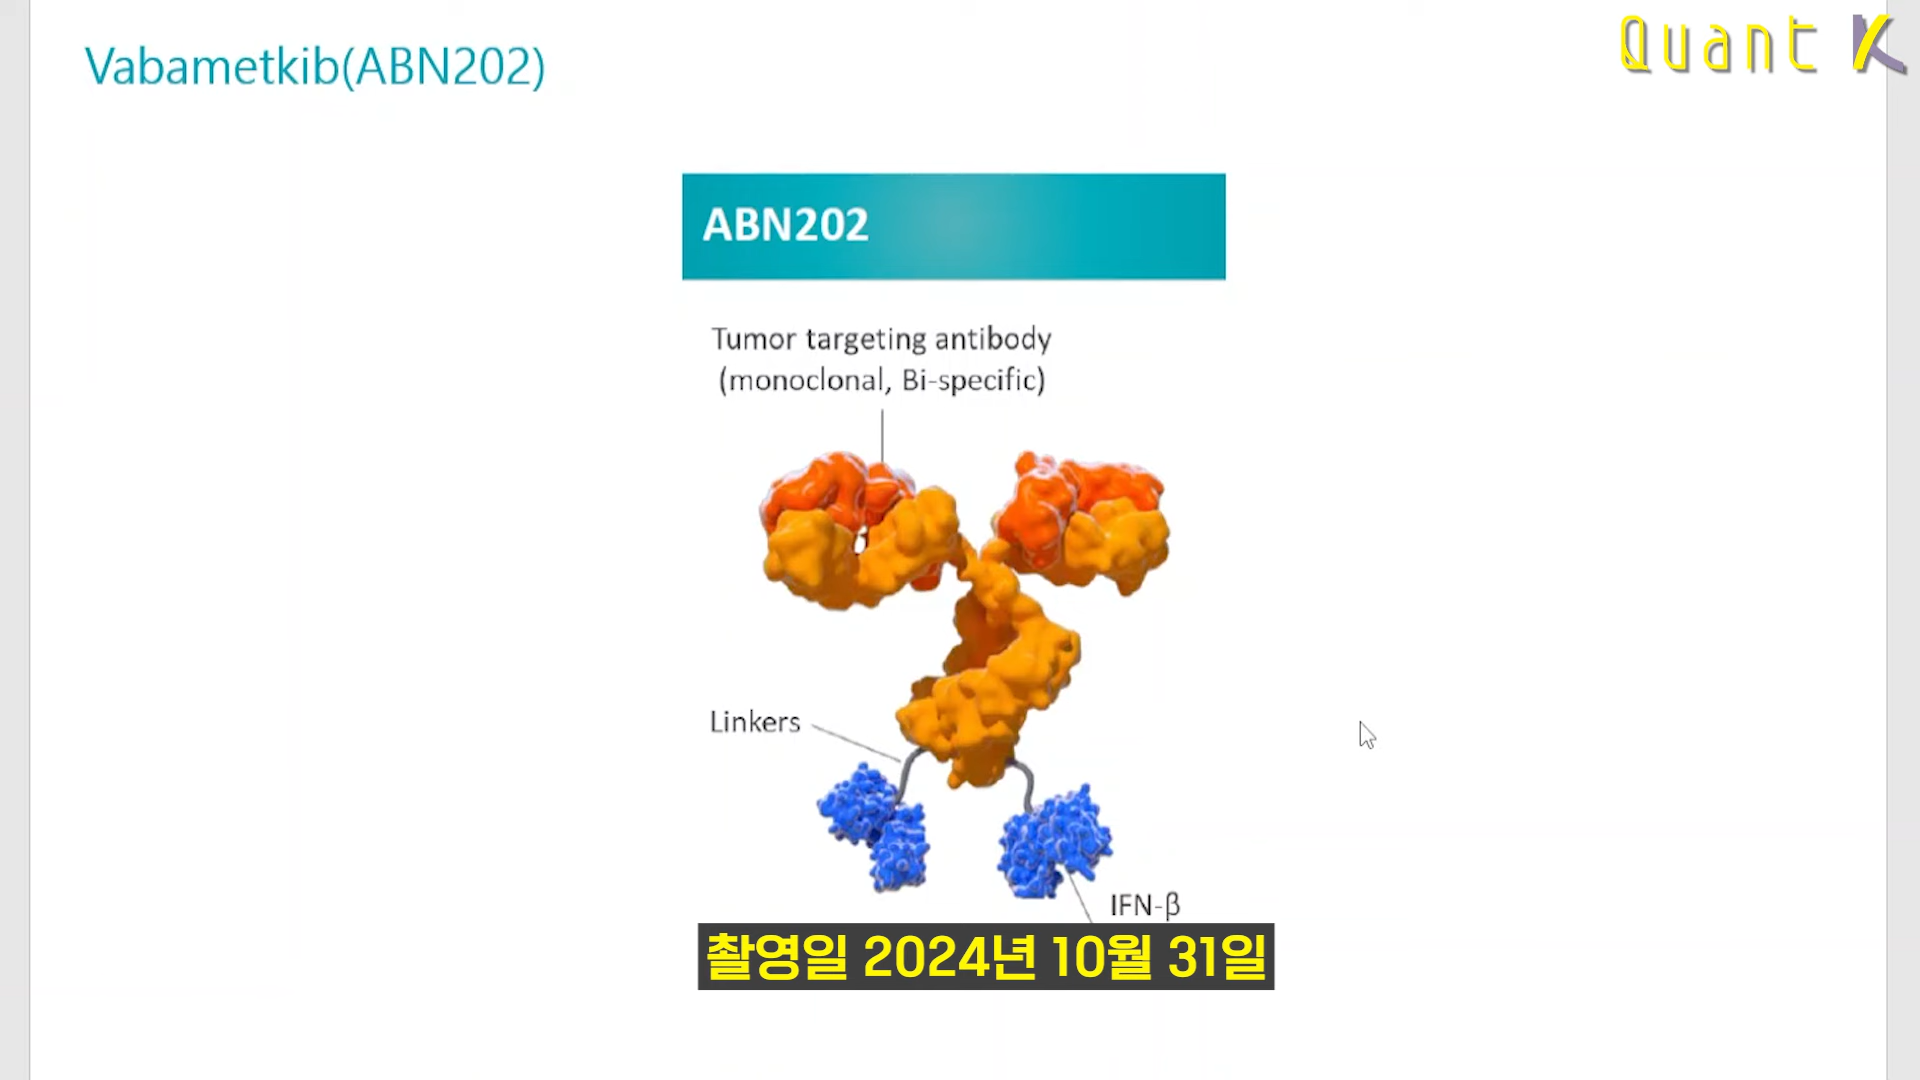 Vabametkib(ABN202)
Quant K
ABN202
Tumor targeting antibody
(monoclonal, Bi-specific)
Linkers
IFN-β
촬영일 2024년 10월 31일